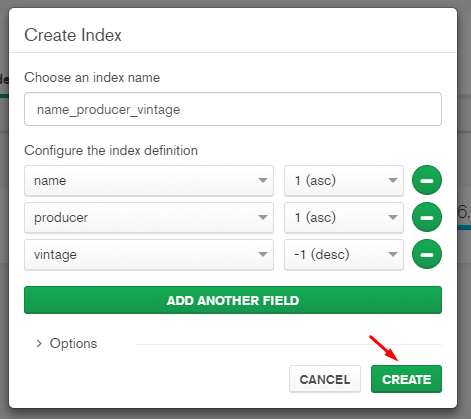 Create Index
Choose an index name
name_producer_vintage
Configure the index definition
name 1 (asc)
producer 1 (asc)
vintage -1 (desc)
ADD ANOTHER FIELD
Options
CANCEL CREATE